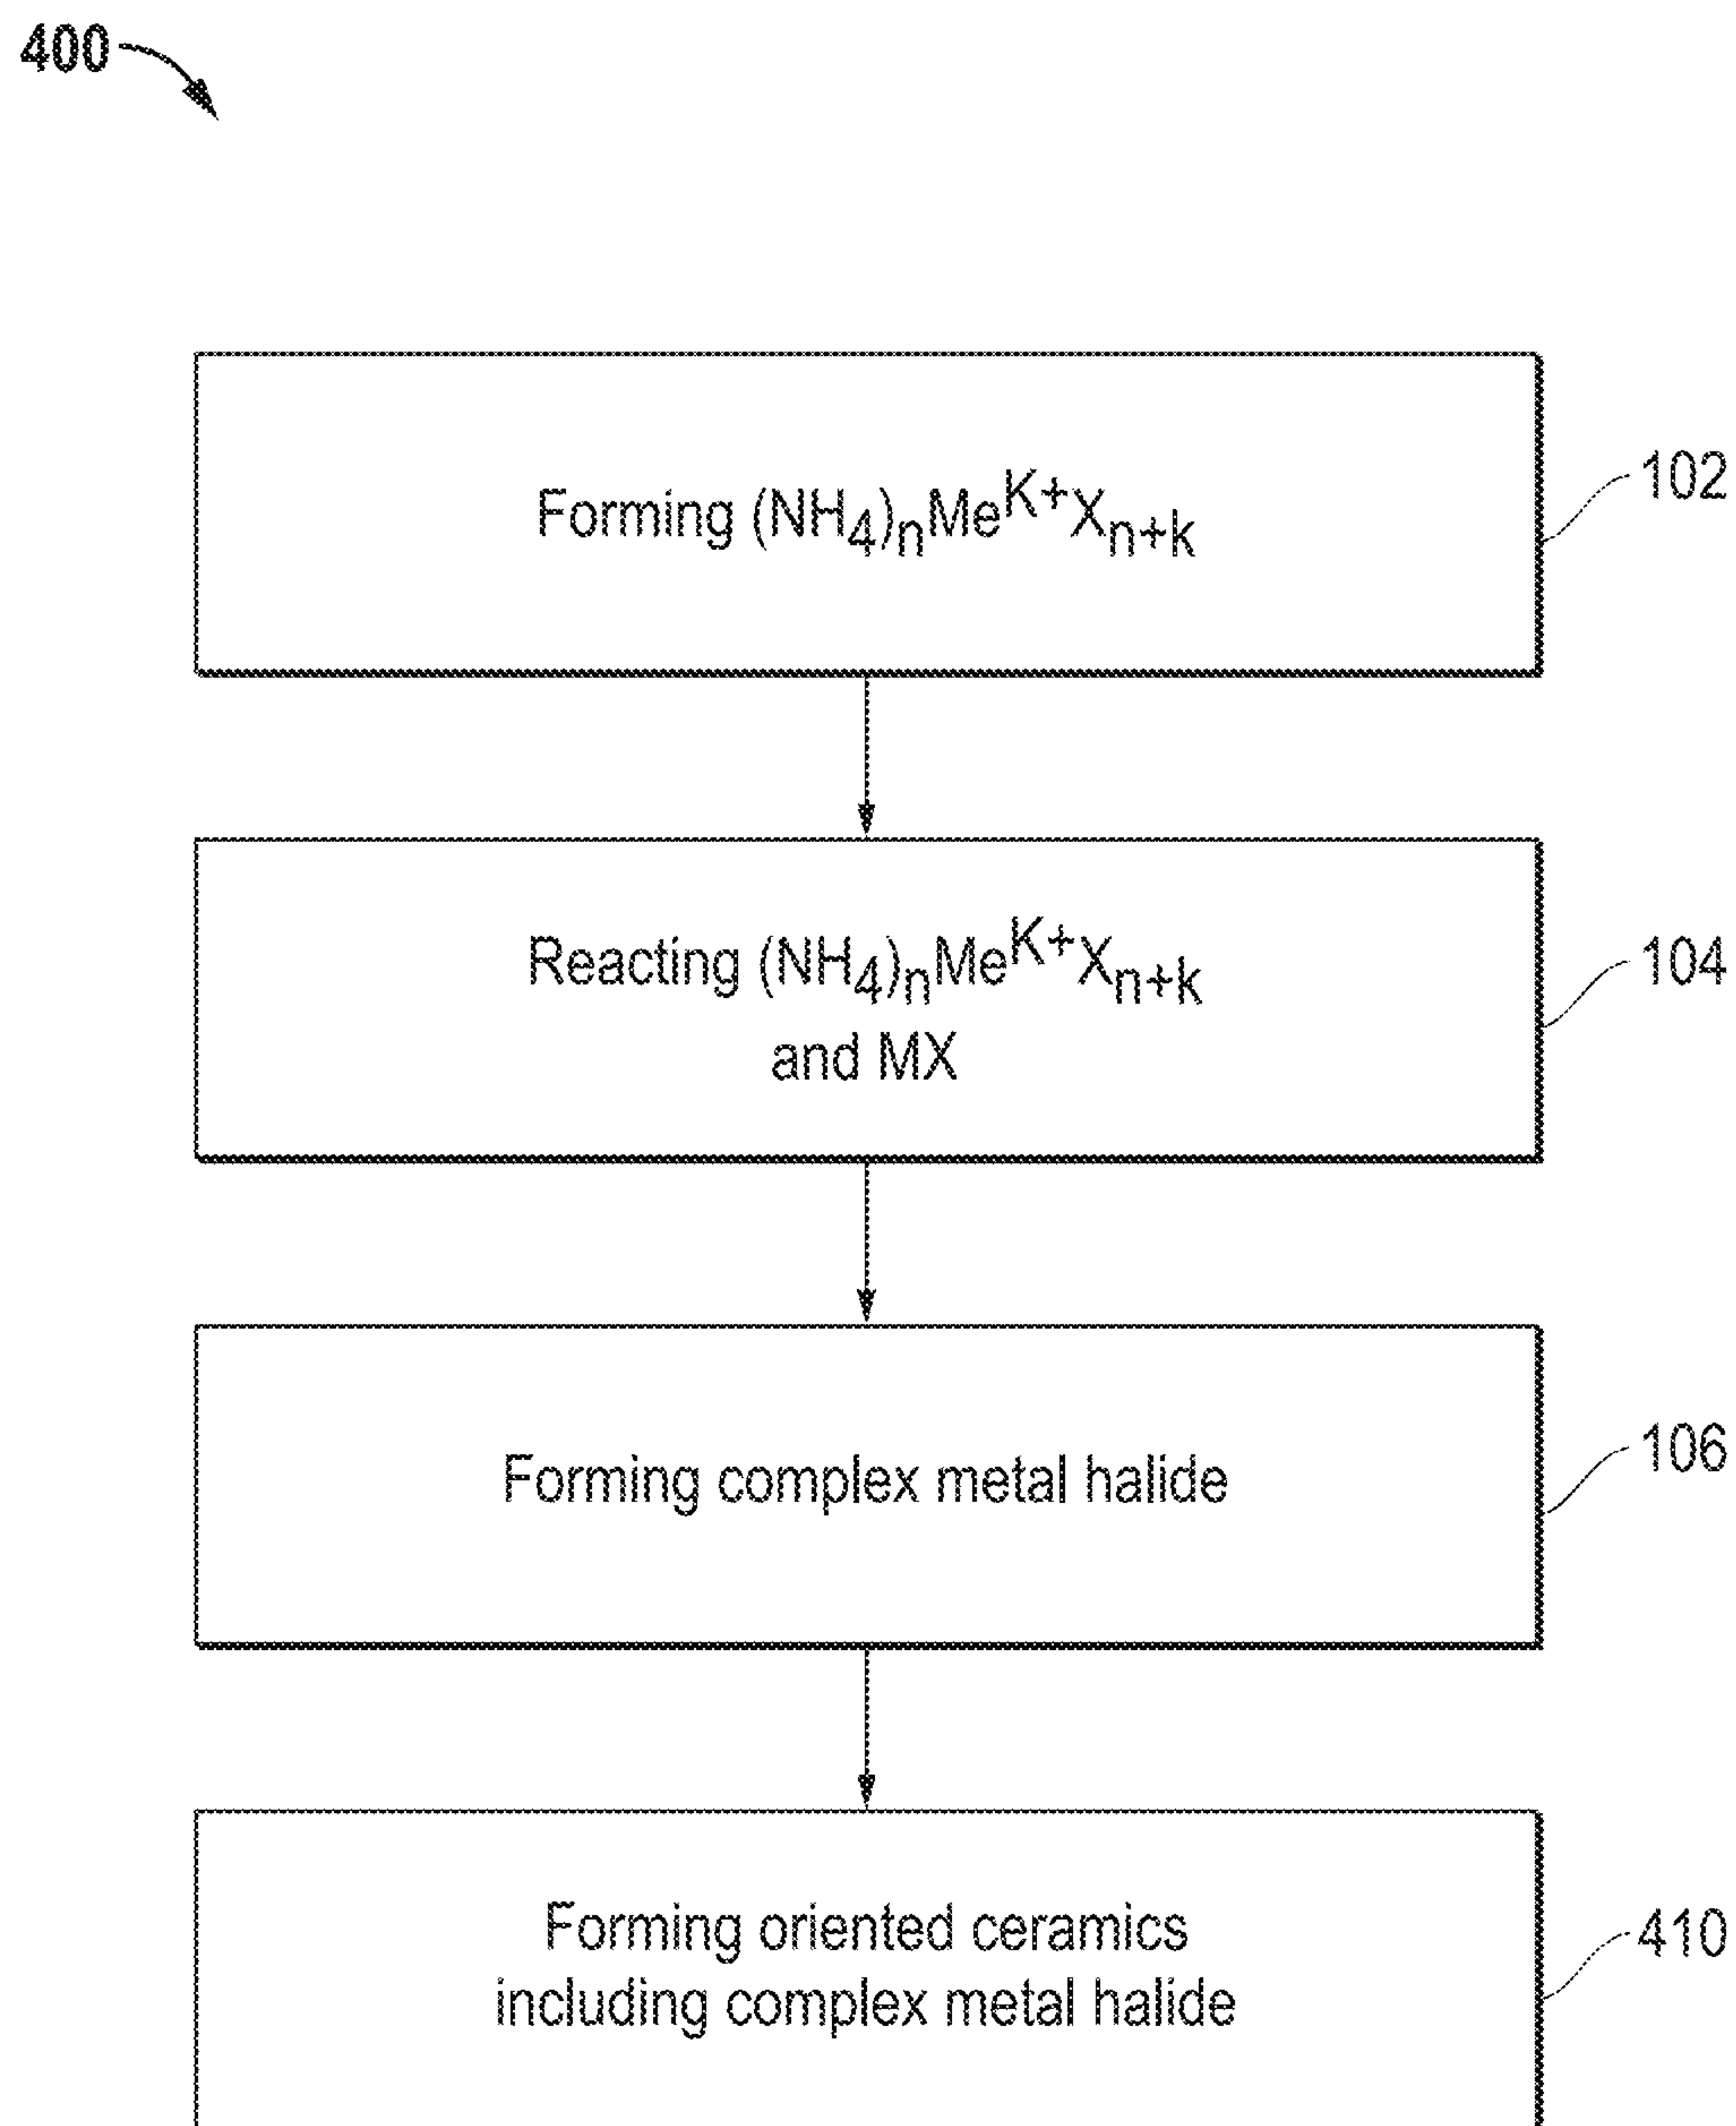 400
Forming (NH₄)ₙMeᴷ⁺Xₙ₊ₖ
102
Reacting (NH₄)ₙMeᴷ⁺Xₙ₊ₖ
and MX
104
Forming complex metal halide
106
Forming oriented ceramics
including complex metal halide
410